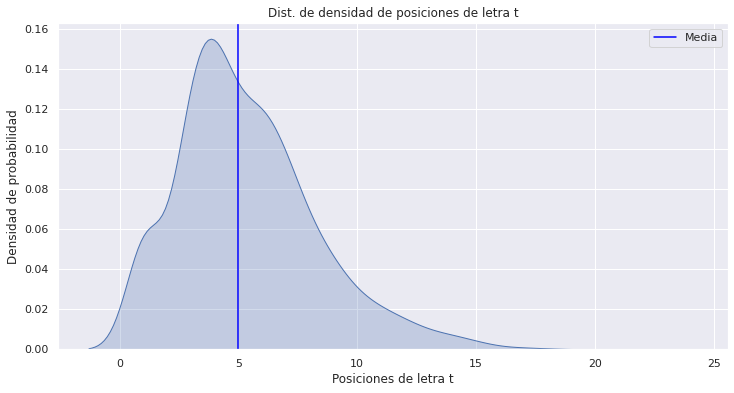 Dist. de densidad de posiciones de letra t
Media
Densidad de probabilidad
0.16
0.14
0.12
0.10
0.08
0.06
0.04
0.02
0.00
0 5 10 15 20 25
Posiciones de letra t